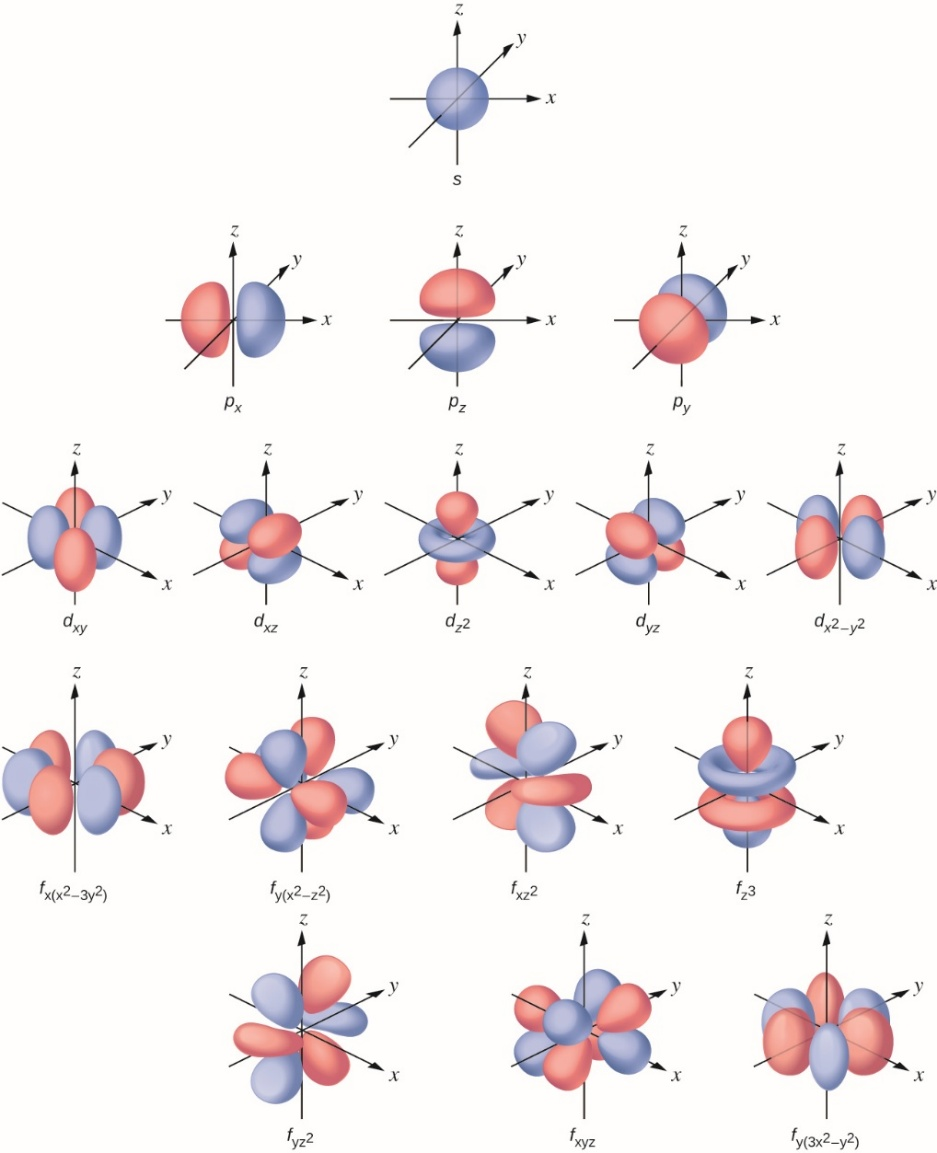 z
y
x
s
z z z
y y y
x x x
pₓ p_z p_y
z z z z z
y y y y y
x x x x x
d_xy d_xz d_z² d_yz d_x²–y²
z z z z
y y y y
x x x x
f_x(x²–3y²) f_y(x²–z²) f_xz² f_z³
z z z
y y y
x x x
f_yz² f_xyz f_y(3x²–y²)